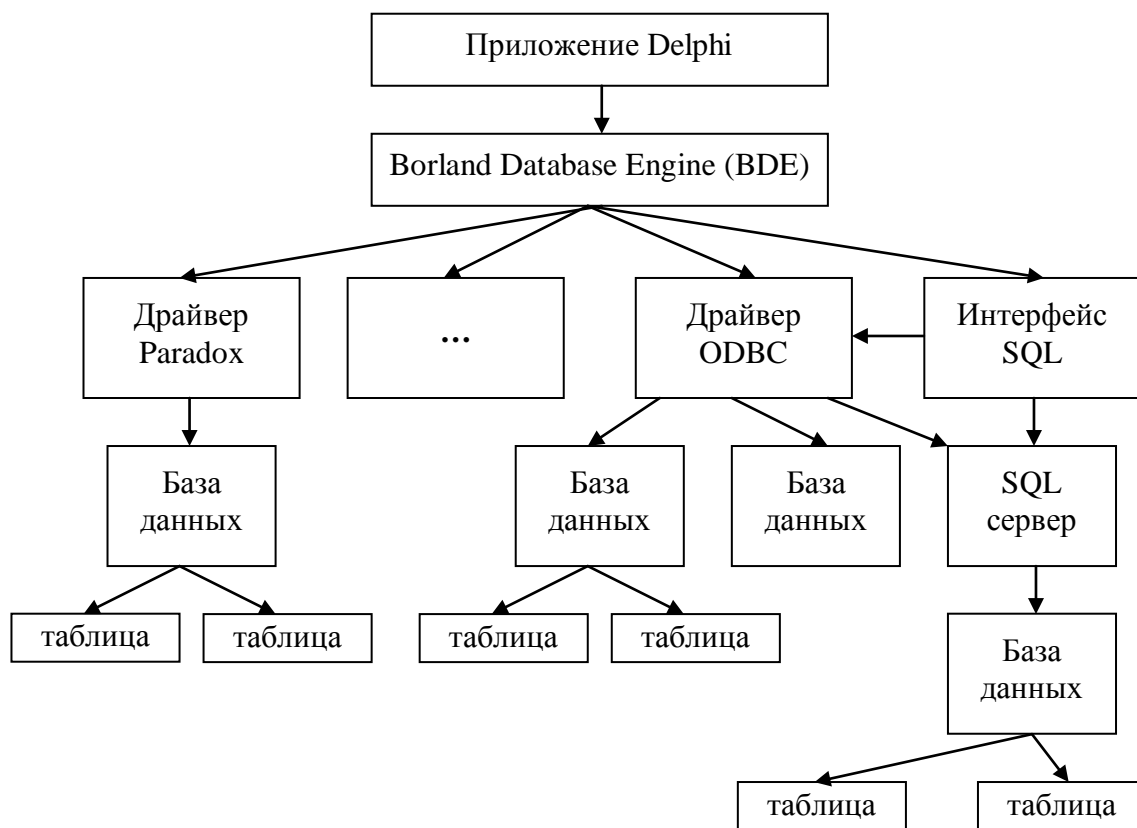 Приложение Delphi
Borland Database Engine (BDE)
Драйвер
Paradox
...
Драйвер
ODBC
Интерфейс
SQL
База
данных
База
данных
База
данных
SQL
сервер
таблица
таблица
таблица
таблица
База
данных
таблица
таблица